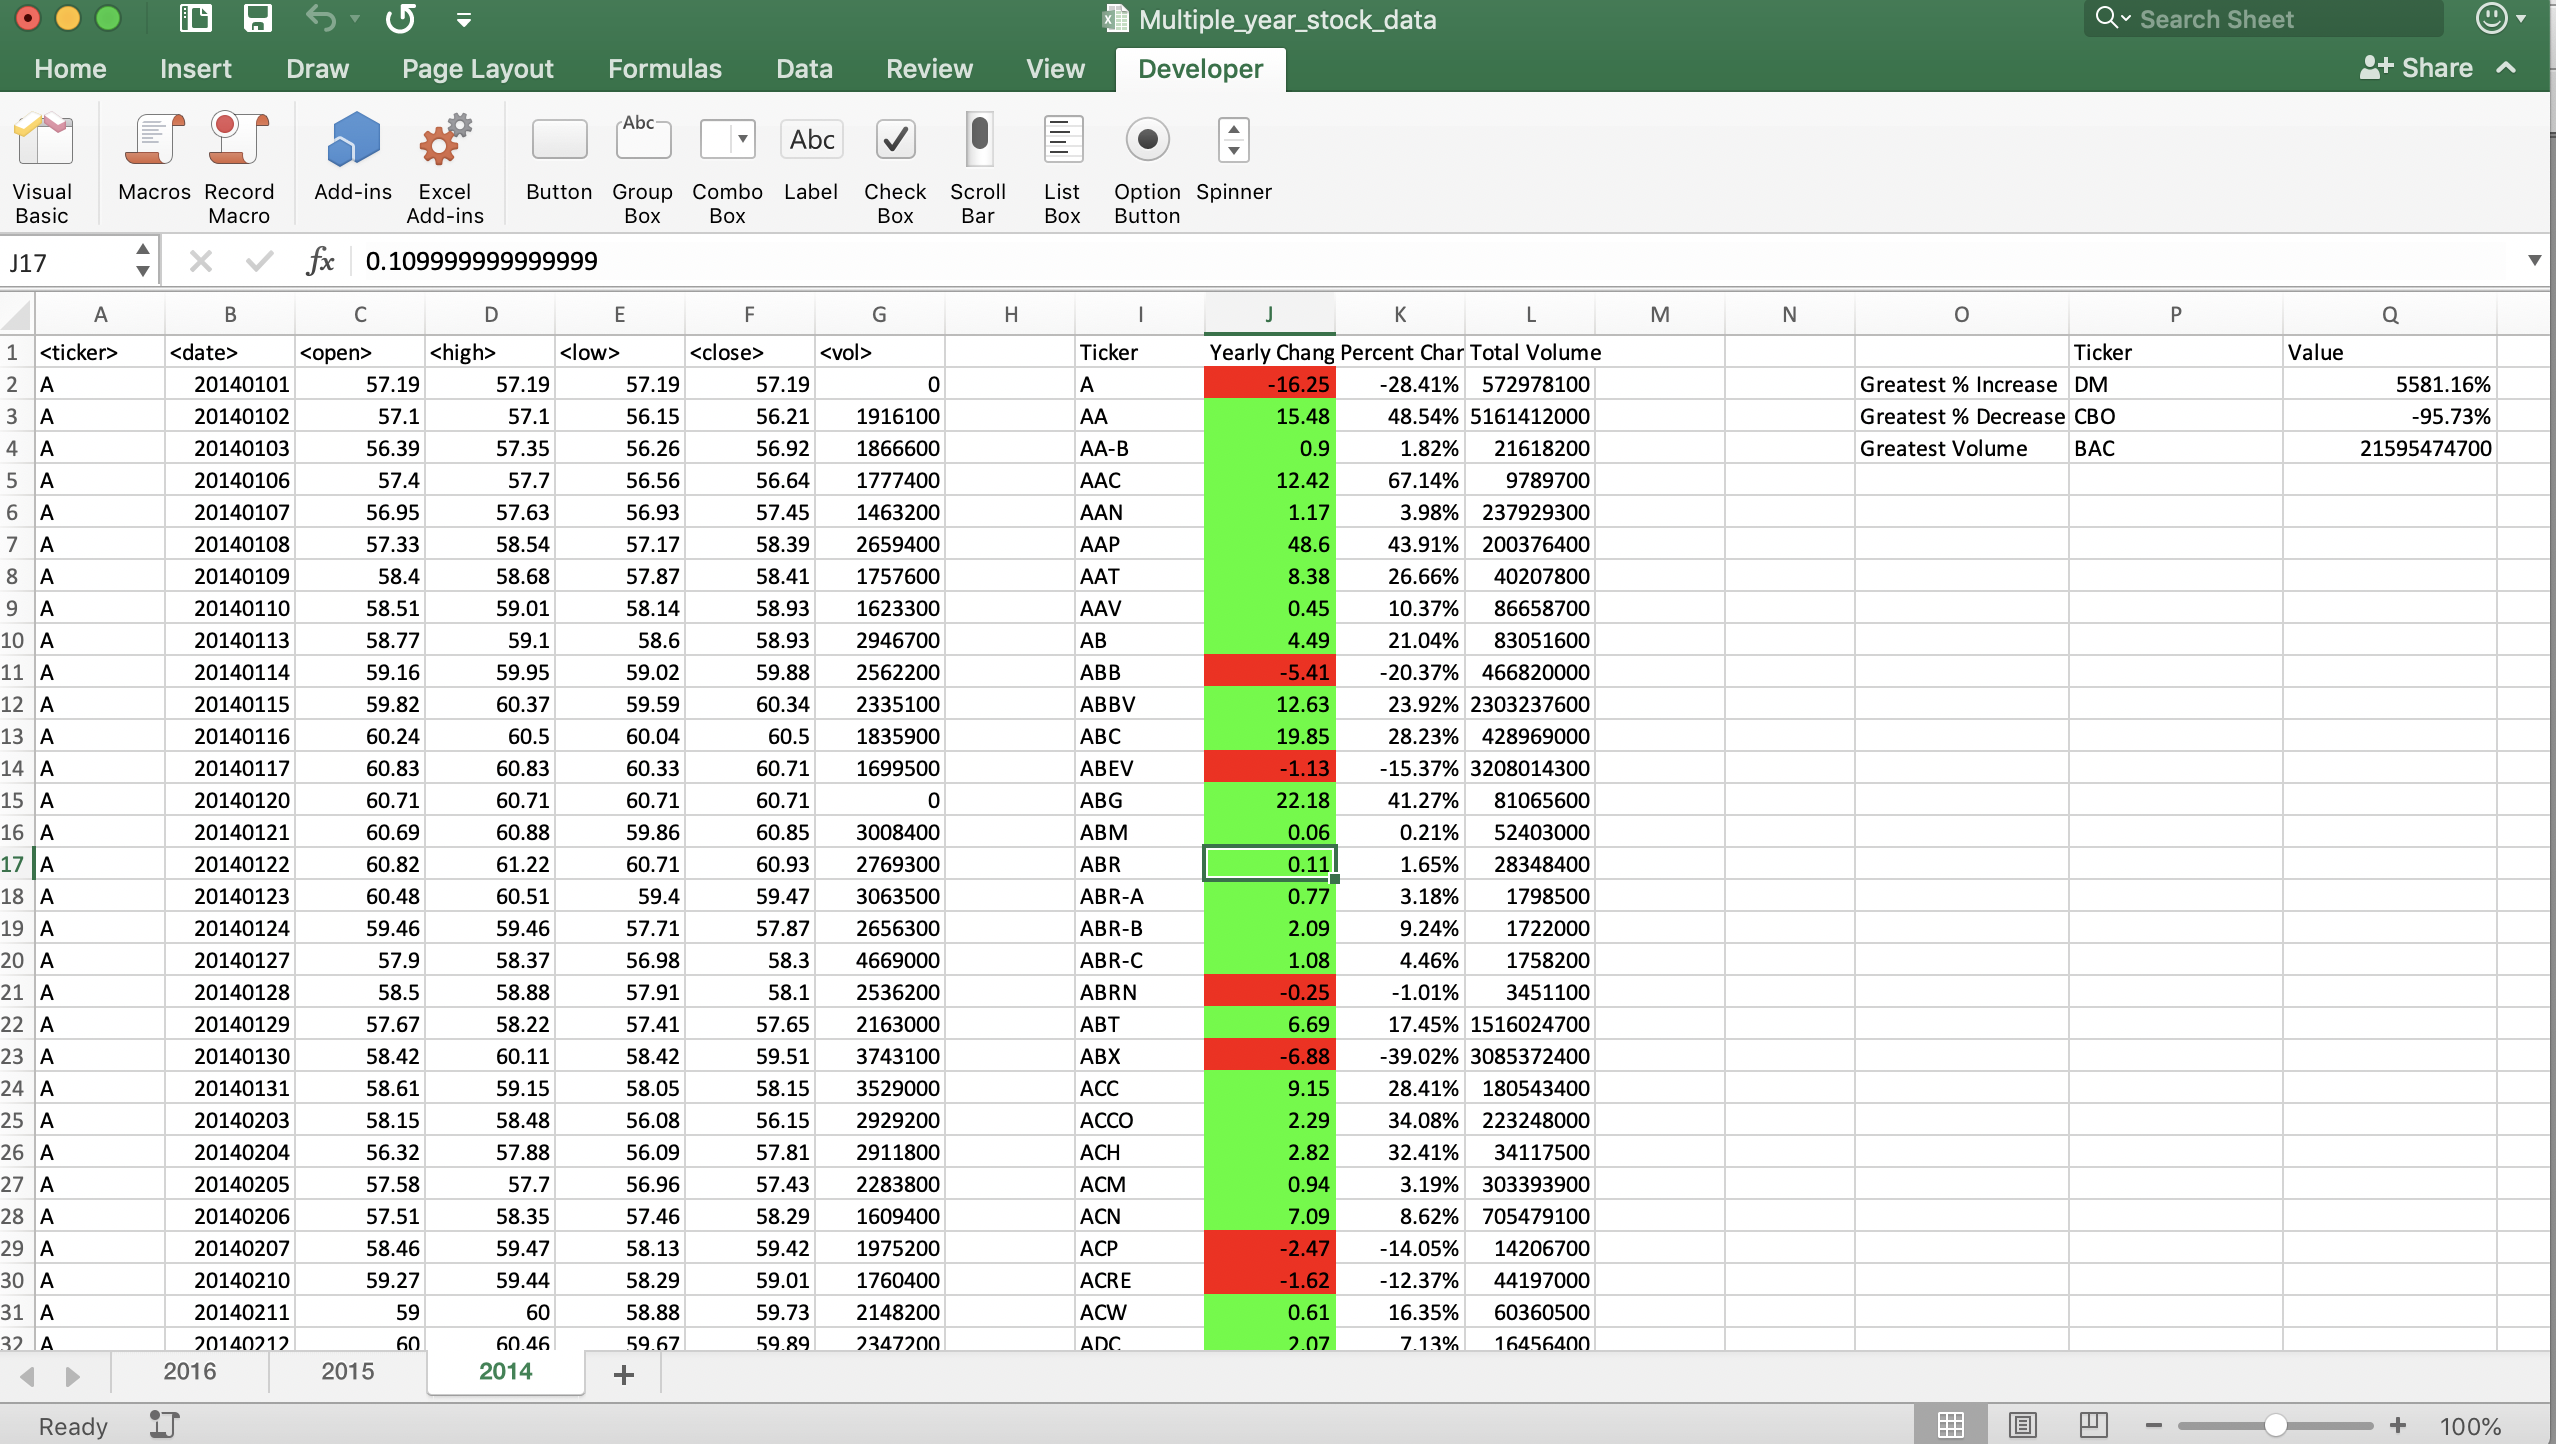 Multiple_year_stock_data
Search Sheet
Home Insert Draw Page Layout Formulas Data Review View Developer Share
Visual Basic Macros Record Macro Add-ins Excel Add-ins Button Group Box Combo Box Label Check Box Scroll Bar List Box Option Button Spinner
Abc Abc
J17 fx 0.109999999999999
A B C D E F G H I J K L M N O P Q
1 <ticker> <date> <open> <high> <low> <close> <vol> Ticker Yearly Chang Percent Char Total Volume Ticker Value
2 A 20140101 57.19 57.19 57.19 57.19 0 A -16.25 -28.41% 572978100 Greatest % Increase DM 5581.16%
3 A 20140102 57.1 57.1 56.15 56.21 1916100 AA 15.48 48.54% 5161412000 Greatest % Decrease CBO -95.73%
4 A 20140103 56.39 57.35 56.26 56.92 1866600 AA-B 0.9 1.82% 21618200 Greatest Volume BAC 21595474700
5 A 20140106 57.4 57.7 56.56 56.64 1777400 AAC 12.42 67.14% 9789700
6 A 20140107 56.95 57.63 56.93 57.45 1463200 AAN 1.17 3.98% 237929300
7 A 20140108 57.33 58.54 57.17 58.39 2659400 AAP 48.6 43.91% 200376400
8 A 20140109 58.4 58.68 57.87 58.41 1757600 AAT 8.38 26.66% 40207800
9 A 20140110 58.51 59.01 58.14 58.93 1623300 AAV 0.45 10.37% 86658700
10 A 20140113 58.77 59.1 58.6 58.93 2946700 AB 4.49 21.04% 83051600
11 A 20140114 59.16 59.95 59.02 59.88 2562200 ABB -5.41 -20.37% 466820000
12 A 20140115 59.82 60.37 59.59 60.34 2335100 ABBV 12.63 23.92% 2303237600
13 A 20140116 60.24 60.5 60.04 60.5 1835900 ABC 19.85 28.23% 428969000
14 A 20140117 60.83 60.83 60.33 60.71 1699500 ABEV -1.13 -15.37% 3208014300
15 A 20140120 60.71 60.71 60.71 60.71 0 ABG 22.18 41.27% 81065600
16 A 20140121 60.69 60.88 59.86 60.85 3008400 ABM 0.06 0.21% 52403000
17 A 20140122 60.82 61.22 60.71 60.93 2769300 ABR 0.11 1.65% 28348400
18 A 20140123 60.48 60.51 59.4 59.47 3063500 ABR-A 0.77 3.18% 1798500
19 A 20140124 59.46 59.46 57.71 57.87 2656300 ABR-B 2.09 9.24% 1722000
20 A 20140127 57.9 58.37 56.98 58.3 4669000 ABR-C 1.08 4.46% 1758200
21 A 20140128 58.5 58.88 57.91 58.1 2536200 ABRN -0.25 -1.01% 3451100
22 A 20140129 57.67 58.22 57.41 57.65 2163000 ABT 6.69 17.45% 1516024700
23 A 20140130 58.42 60.11 58.42 59.51 3743100 ABX -6.88 -39.02% 3085372400
24 A 20140131 58.61 59.15 58.05 58.15 3529000 ACC 9.15 28.41% 180543400
25 A 20140203 58.15 58.48 56.08 56.15 2929200 ACCO 2.29 34.08% 223248000
26 A 20140204 56.32 57.88 56.09 57.81 2911800 ACH 2.82 32.41% 34117500
27 A 20140205 57.58 57.7 56.96 57.43 2283800 ACM 0.94 3.19% 303393900
28 A 20140206 57.51 58.35 57.46 58.29 1609400 ACN 7.09 8.62% 705479100
29 A 20140207 58.46 59.47 58.13 59.42 1975200 ACP -2.47 -14.05% 14206700
30 A 20140210 59.27 59.44 58.29 59.01 1760400 ACRE -1.62 -12.37% 44197000
31 A 20140211 59 60 58.88 59.73 2148200 ACW 0.61 16.35% 60360500
32 A 20140212 60 60.46 59.67 59.89 2347200 ADC 2.07 7.13% 16456400
2016 2015 2014 +
Ready 100%